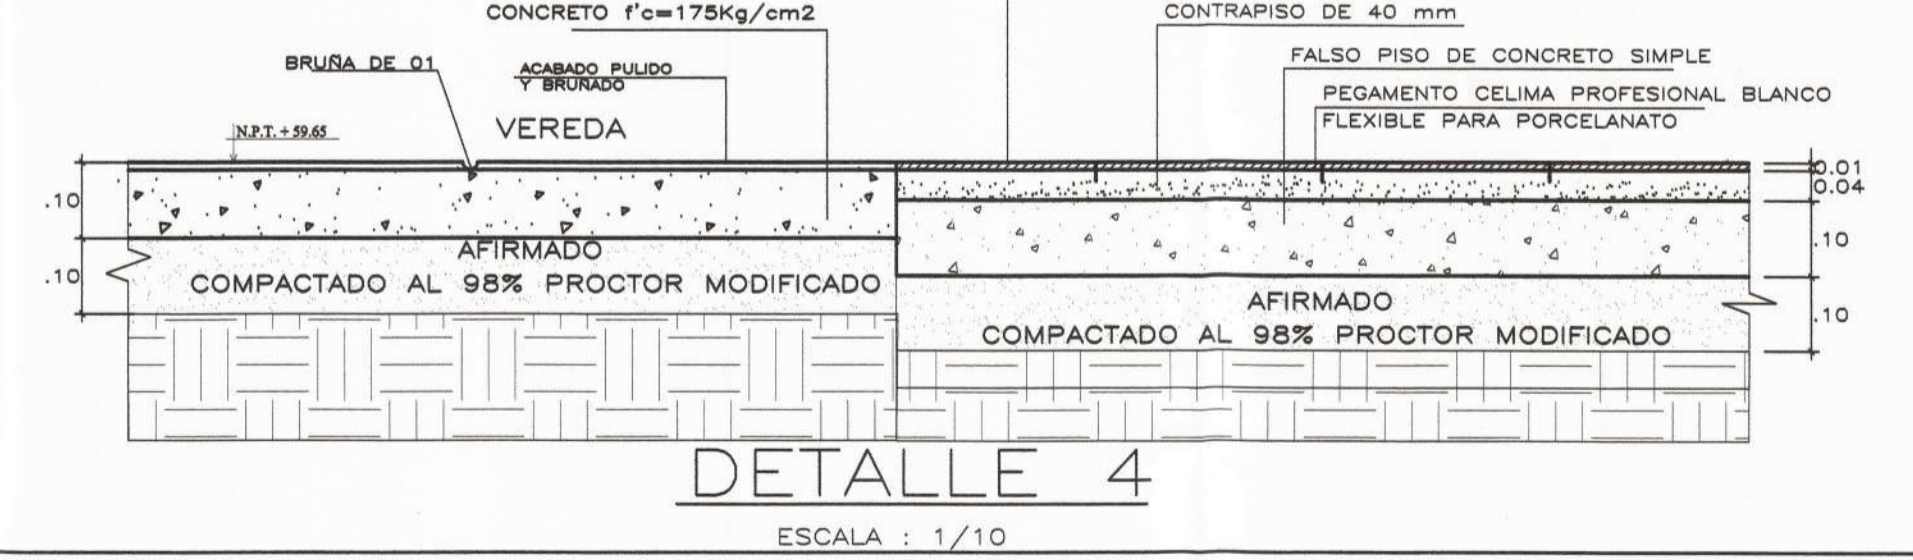 CONCRETO f'c=175Kg/cm2
CONTRAPISO DE 40 mm
BRUÑA DE 01
ACABADO PULIDO
Y BRUÑADO
FALSO PISO DE CONCRETO SIMPLE
PEGAMENTO CELIMA PROFESIONAL BLANCO
FLEXIBLE PARA PORCELANATO
N.P.T. + 59.65
VEREDA
.10
.10
0.01
0.04
.10
.10
AFIRMADO
COMPACTADO AL 98% PROCTOR MODIFICADO
AFIRMADO
COMPACTADO AL 98% PROCTOR MODIFICADO
DETALLE 4
ESCALA : 1/10